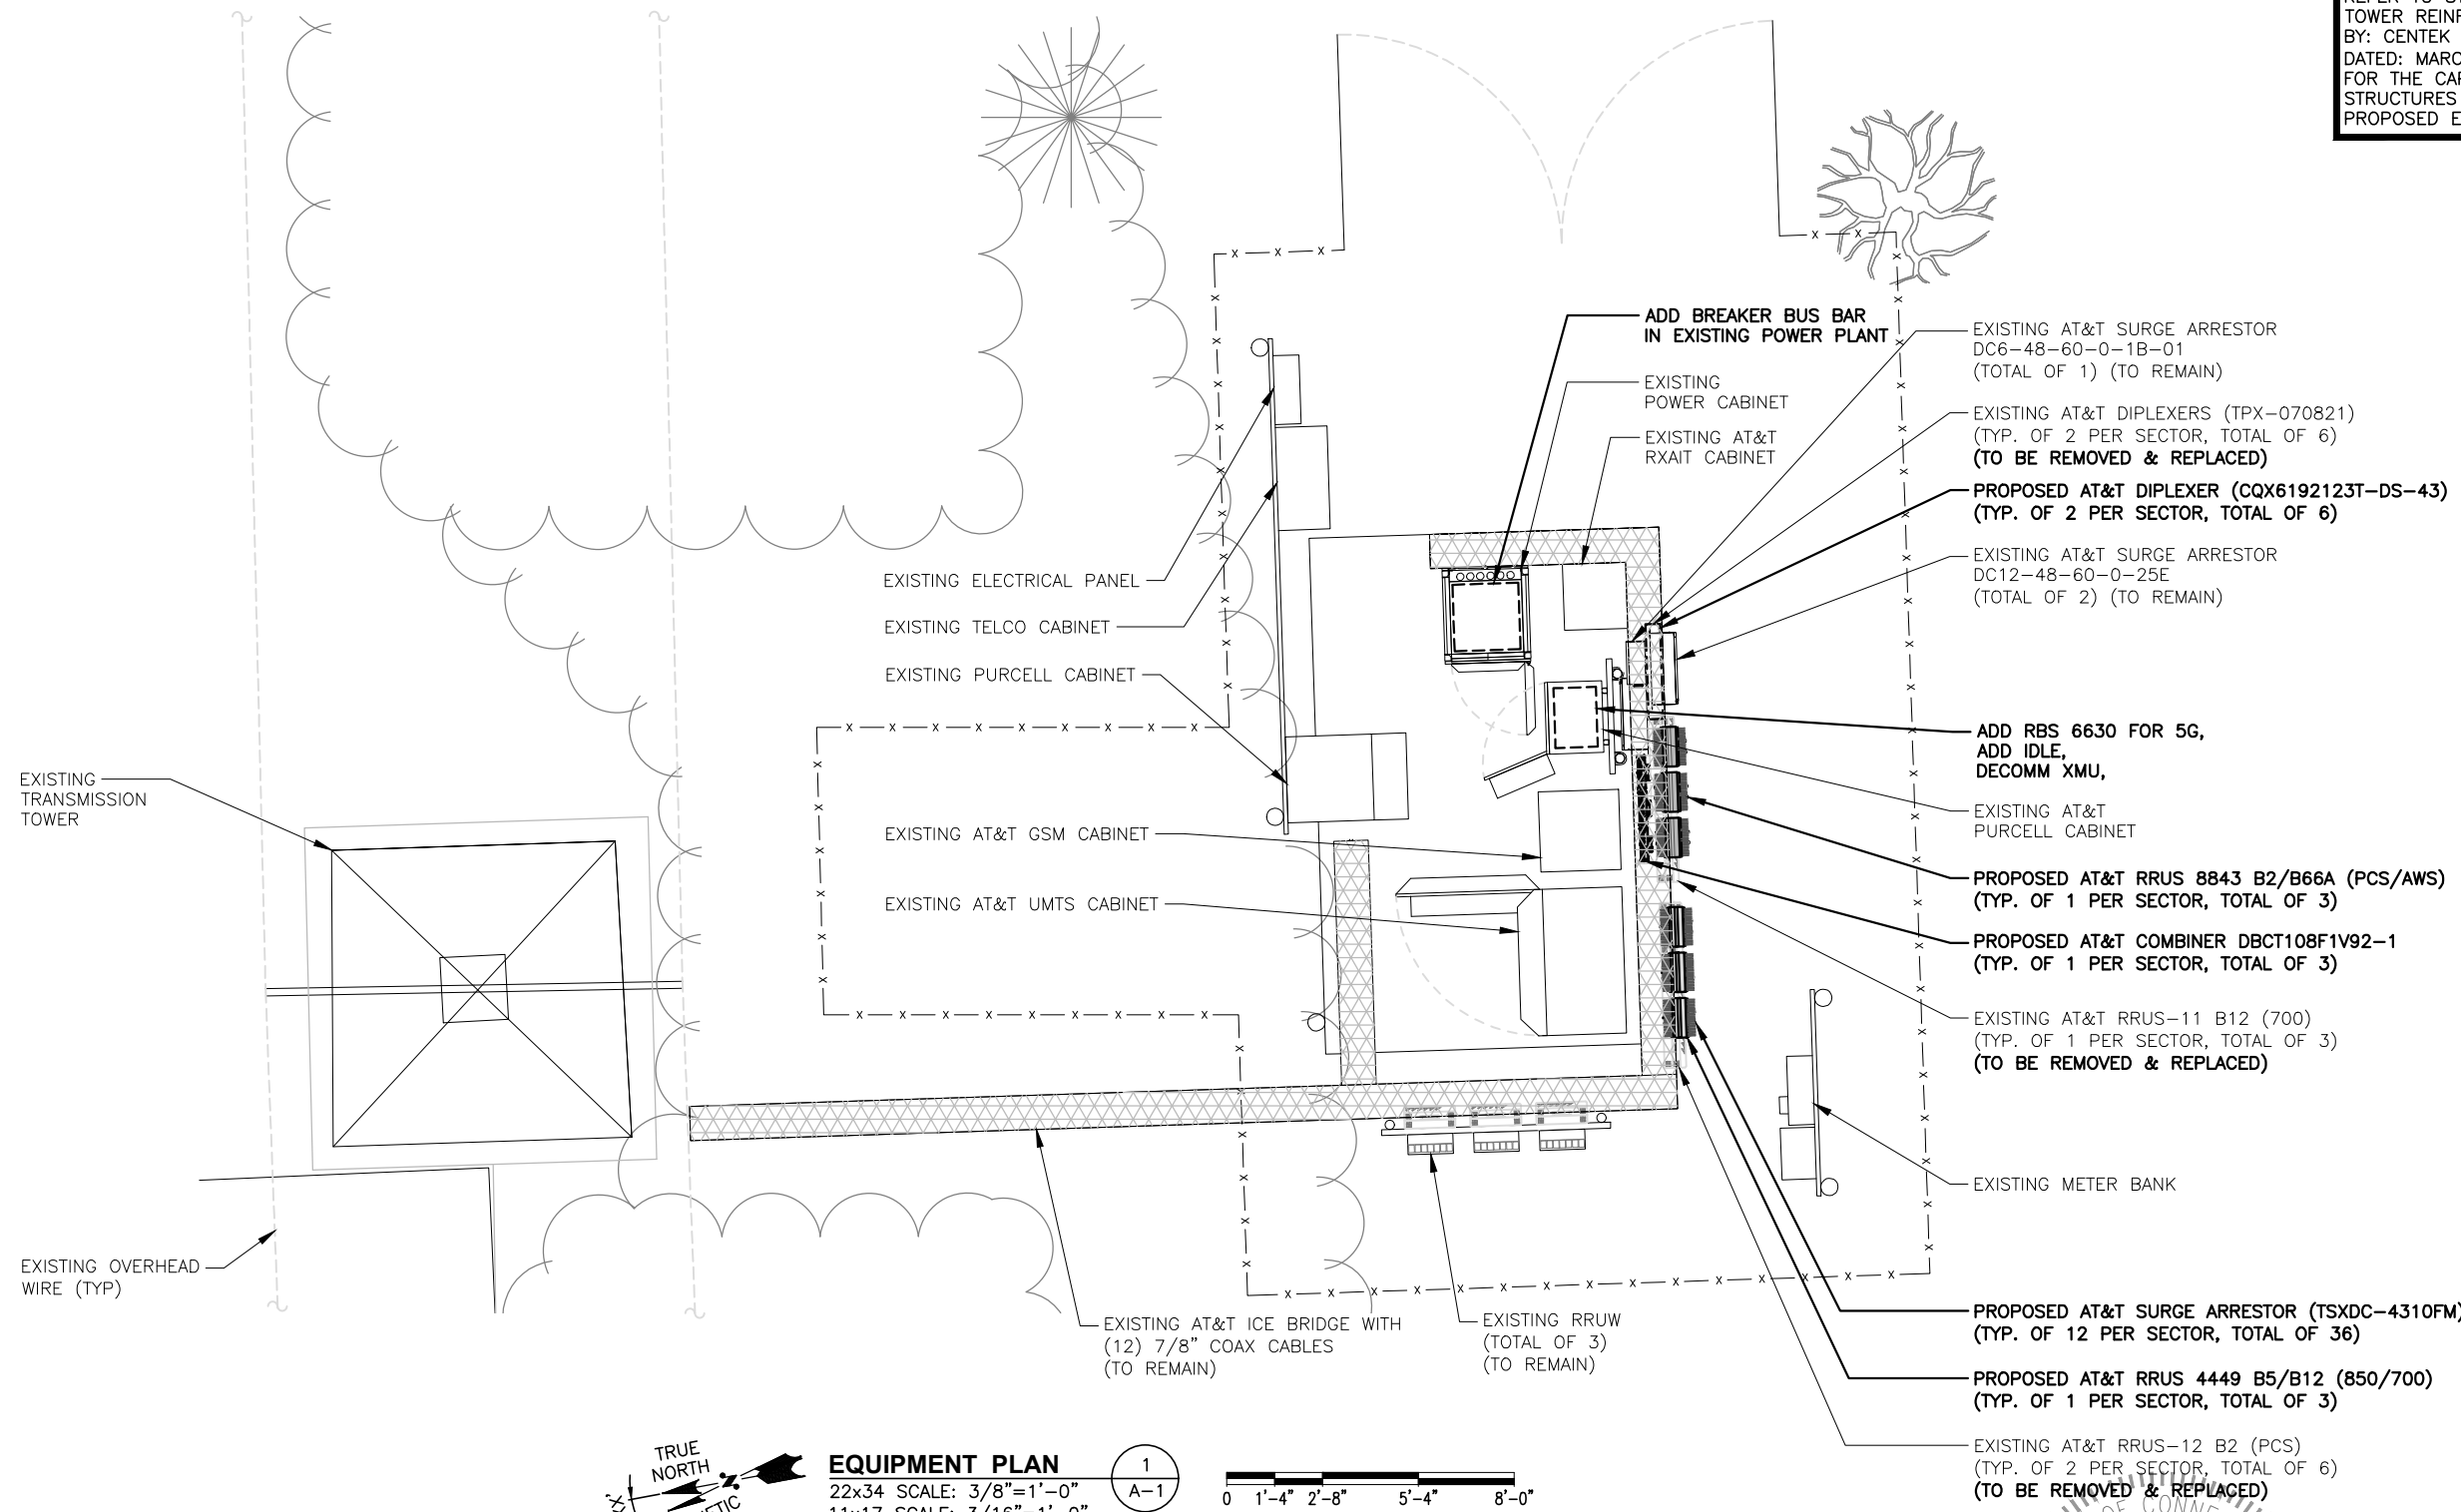 TOWER REINF
BY: CENTEK
DATED: MARC
FOR THE CA
STRUCTURES
PROPOSED E
ADD BREAKER BUS BAR
IN EXISTING POWER PLANT
EXISTING
POWER CABINET
EXISTING AT&T
RXAIT CABINET
EXISTING AT&T SURGE ARRESTOR
DC6-48-60-0-1B-01
(TOTAL OF 1) (TO REMAIN)
EXISTING AT&T DIPLEXERS (TPX-070821)
(TYP. OF 2 PER SECTOR, TOTAL OF 6)
(TO BE REMOVED & REPLACED)
PROPOSED AT&T DIPLEXER (CQX6192123T-DS-43)
(TYP. OF 2 PER SECTOR, TOTAL OF 6)
EXISTING AT&T SURGE ARRESTOR
DC12-48-60-0-25E
(TOTAL OF 2) (TO REMAIN)
EXISTING ELECTRICAL PANEL
EXISTING TELCO CABINET
EXISTING PURCELL CABINET
ADD RBS 6630 FOR 5G,
ADD IDLE,
DECOMM XMU,
EXISTING AT&T
PURCELL CABINET
EXISTING
TRANSMISSION
TOWER
EXISTING AT&T GSM CABINET
EXISTING AT&T UMTS CABINET
PROPOSED AT&T RRUS 8843 B2/B66A (PCS/AWS)
(TYP. OF 1 PER SECTOR, TOTAL OF 3)
PROPOSED AT&T COMBINER DBCT108F1V92-1
(TYP. OF 1 PER SECTOR, TOTAL OF 3)
EXISTING AT&T RRUS-11 B12 (700)
(TYP. OF 1 PER SECTOR, TOTAL OF 3)
(TO BE REMOVED & REPLACED)
EXISTING METER BANK
EXISTING OVERHEAD
WIRE (TYP)
EXISTING AT&T ICE BRIDGE WITH
(12) 7/8" COAX CABLES
(TO REMAIN)
EXISTING RRUW
(TOTAL OF 3)
(TO REMAIN)
PROPOSED AT&T SURGE ARRESTOR (TSXDC-4310FM)
(TYP. OF 12 PER SECTOR, TOTAL OF 36)
PROPOSED AT&T RRUS 4449 B5/B12 (850/700)
(TYP. OF 1 PER SECTOR, TOTAL OF 3)
EXISTING AT&T RRUS-12 B2 (PCS)
(TYP. OF 2 PER SECTOR, TOTAL OF 6)
(TO BE REMOVED & REPLACED)
TRUE
NORTH
N
EQUIPMENT PLAN
22x34 SCALE: 3/8"=1'-0"
11x17 SCALE: 3/16"=1'-0"
1
A-1
0 1'-4" 2'-8" 5'-4" 8'-0"
OF CONNE